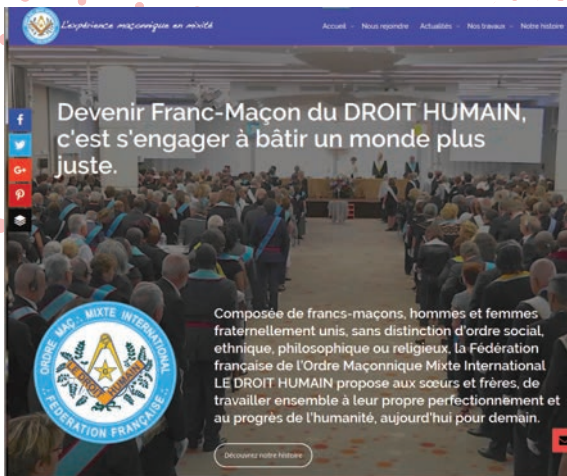 L'expérience maçonnique en mixité
Accueil
Nous rejoindre
Actualités
Nos travaux
Notre histoire
Devenir Franc-Maçon du DROIT HUMAIN,
c'est s'engager à bâtir un monde plus
juste.
f
G+
ORDRE MAÇ∴ MIXTE INTERNATIONAL
LE DROIT HUMAIN
FEDERATION FRANÇAISE
Composée de francs-maçons, hommes et femmes
fraternellement unis, sans distinction d'ordre social,
ethnique, philosophique ou religieux, la Fédération
française de l'Ordre Maçonnique Mixte International
LE DROIT HUMAIN propose aux sœurs et frères, de
travailler ensemble à leur propre perfectionnement et
au progrès de l'humanité, aujourd'hui pour demain.
Découvrez notre histoire